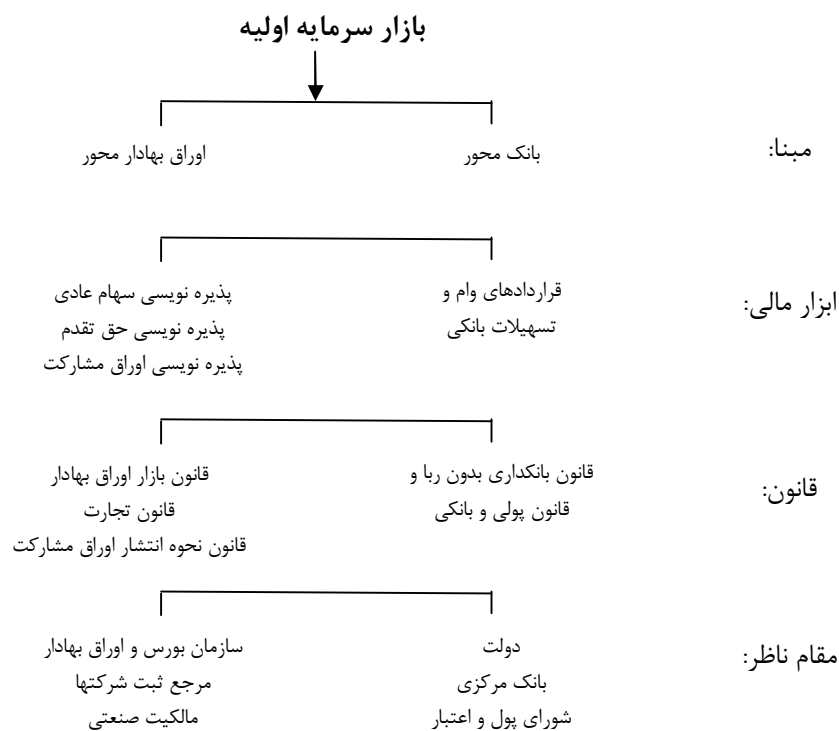 بازار سرمایه اولیه
مبنا:
بانک محور
اوراق بهادار محور
ابزار مالی:
قراردادهای وام و
تسهیلات بانکی
پذیره نویسی سهام عادی
پذیره نویسی حق تقدم
پذیره نویسی اوراق مشارکت
قانون:
قانون بانکداری بدون ربا و
قانون پولی و بانکی
قانون بازار اوراق بهادار
قانون تجارت
قانون نحوه انتشار اوراق مشارکت
مقام ناظر:
دولت
بانک مرکزی
شورای پول و اعتبار
سازمان بورس و اوراق بهادار
مرجع ثبت شرکتها
مالکیت صنعتی